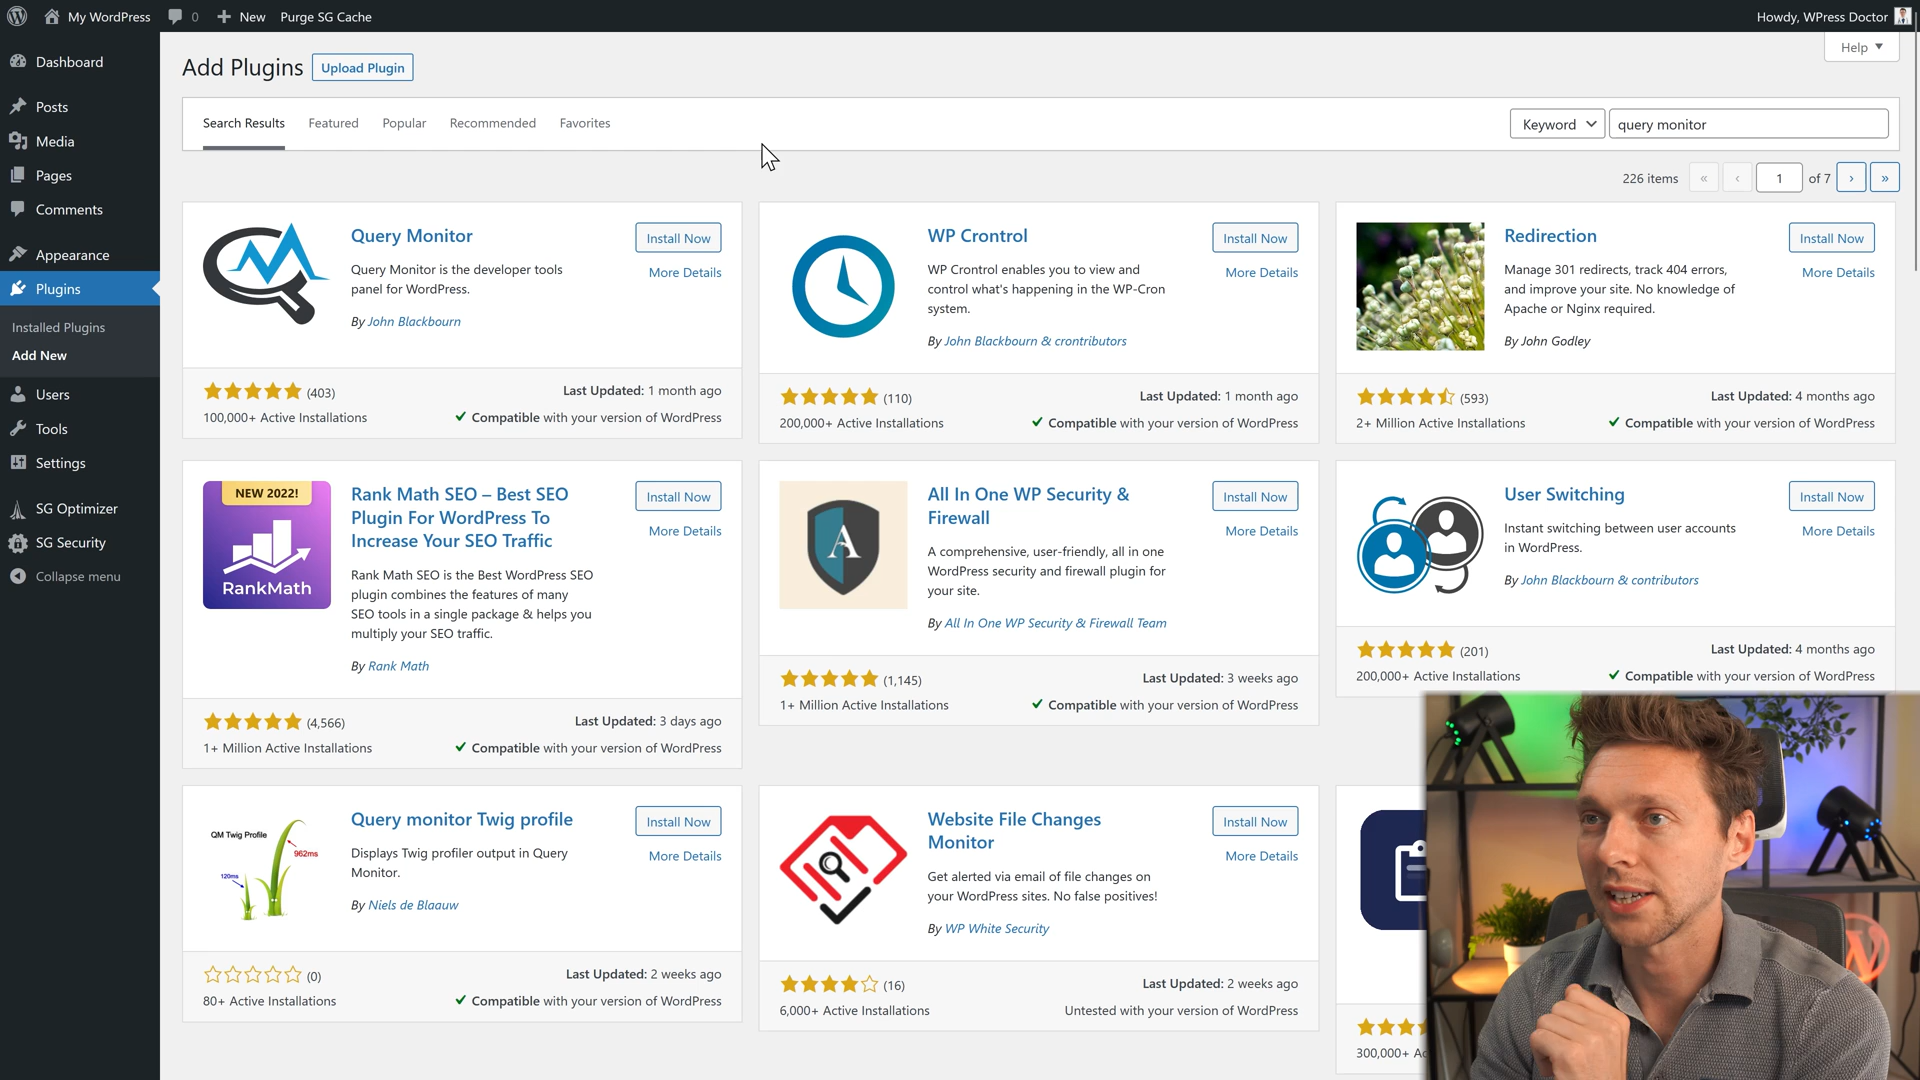 My WordPress
0
New
Purge SG Cache
Howdy, WPress Doctor
Help
Dashboard
Posts
Media
Pages
Comments
Appearance
Plugins
Installed Plugins
Add New
Users
Tools
Settings
SG Optimizer
SG Security
Collapse menu
Add Plugins
Upload Plugin
Search Results
Featured
Popular
Recommended
Favorites
Keyword
query monitor
226 items
«
‹
1
of 7
›
»
Query Monitor
Install Now
More Details
Query Monitor is the developer tools
panel for WordPress.
By John Blackbourn
(403)
Last Updated: 1 month ago
100,000+ Active Installations
Compatible with your version of WordPress
WP Crontrol
Install Now
More Details
WP Crontrol enables you to view and
control what's happening in the WP-Cron
system.
By John Blackbourn & crontributors
(110)
Last Updated: 1 month ago
200,000+ Active Installations
Compatible with your version of WordPress
Redirection
Install Now
More Details
Manage 301 redirects, track 404 errors,
and improve your site. No knowledge of
Apache or Nginx required.
By John Godley
(593)
Last Updated: 4 months ago
2+ Million Active Installations
Compatible with your version of WordPress
NEW 2022!
RankMath
Rank Math SEO – Best SEO
Plugin For WordPress To
Increase Your SEO Traffic
Install Now
More Details
Rank Math SEO is the Best WordPress SEO
plugin combines the features of many
SEO tools in a single package & helps you
multiply your SEO traffic.
By Rank Math
(4,566)
Last Updated: 3 days ago
1+ Million Active Installations
Compatible with your version of WordPress
A
All In One WP Security &
Firewall
Install Now
More Details
A comprehensive, user-friendly, all in one
WordPress security and firewall plugin for
your site.
By All In One WP Security & Firewall Team
(1,145)
Last Updated: 3 weeks ago
1+ Million Active Installations
Compatible with your version of WordPress
User Switching
Install Now
More Details
Instant switching between user accounts
in WordPress.
By John Blackbourn & contributors
(201)
Last Updated: 4 months ago
200,000+ Active Installations
Compatible with your version of WordPress
QM Twig Profile
962ms
120ms
Query monitor Twig profile
Install Now
More Details
Displays Twig profiler output in Query
Monitor.
By Niels de Blaauw
(0)
Last Updated: 2 weeks ago
80+ Active Installations
Compatible with your version of WordPress
Website File Changes
Monitor
Install Now
More Details
Get alerted via email of file changes on
your WordPress sites. No false positives!
By WP White Security
(16)
Last Updated: 2 weeks ago
6,000+ Active Installations
Untested with your version of WordPress
300,000+